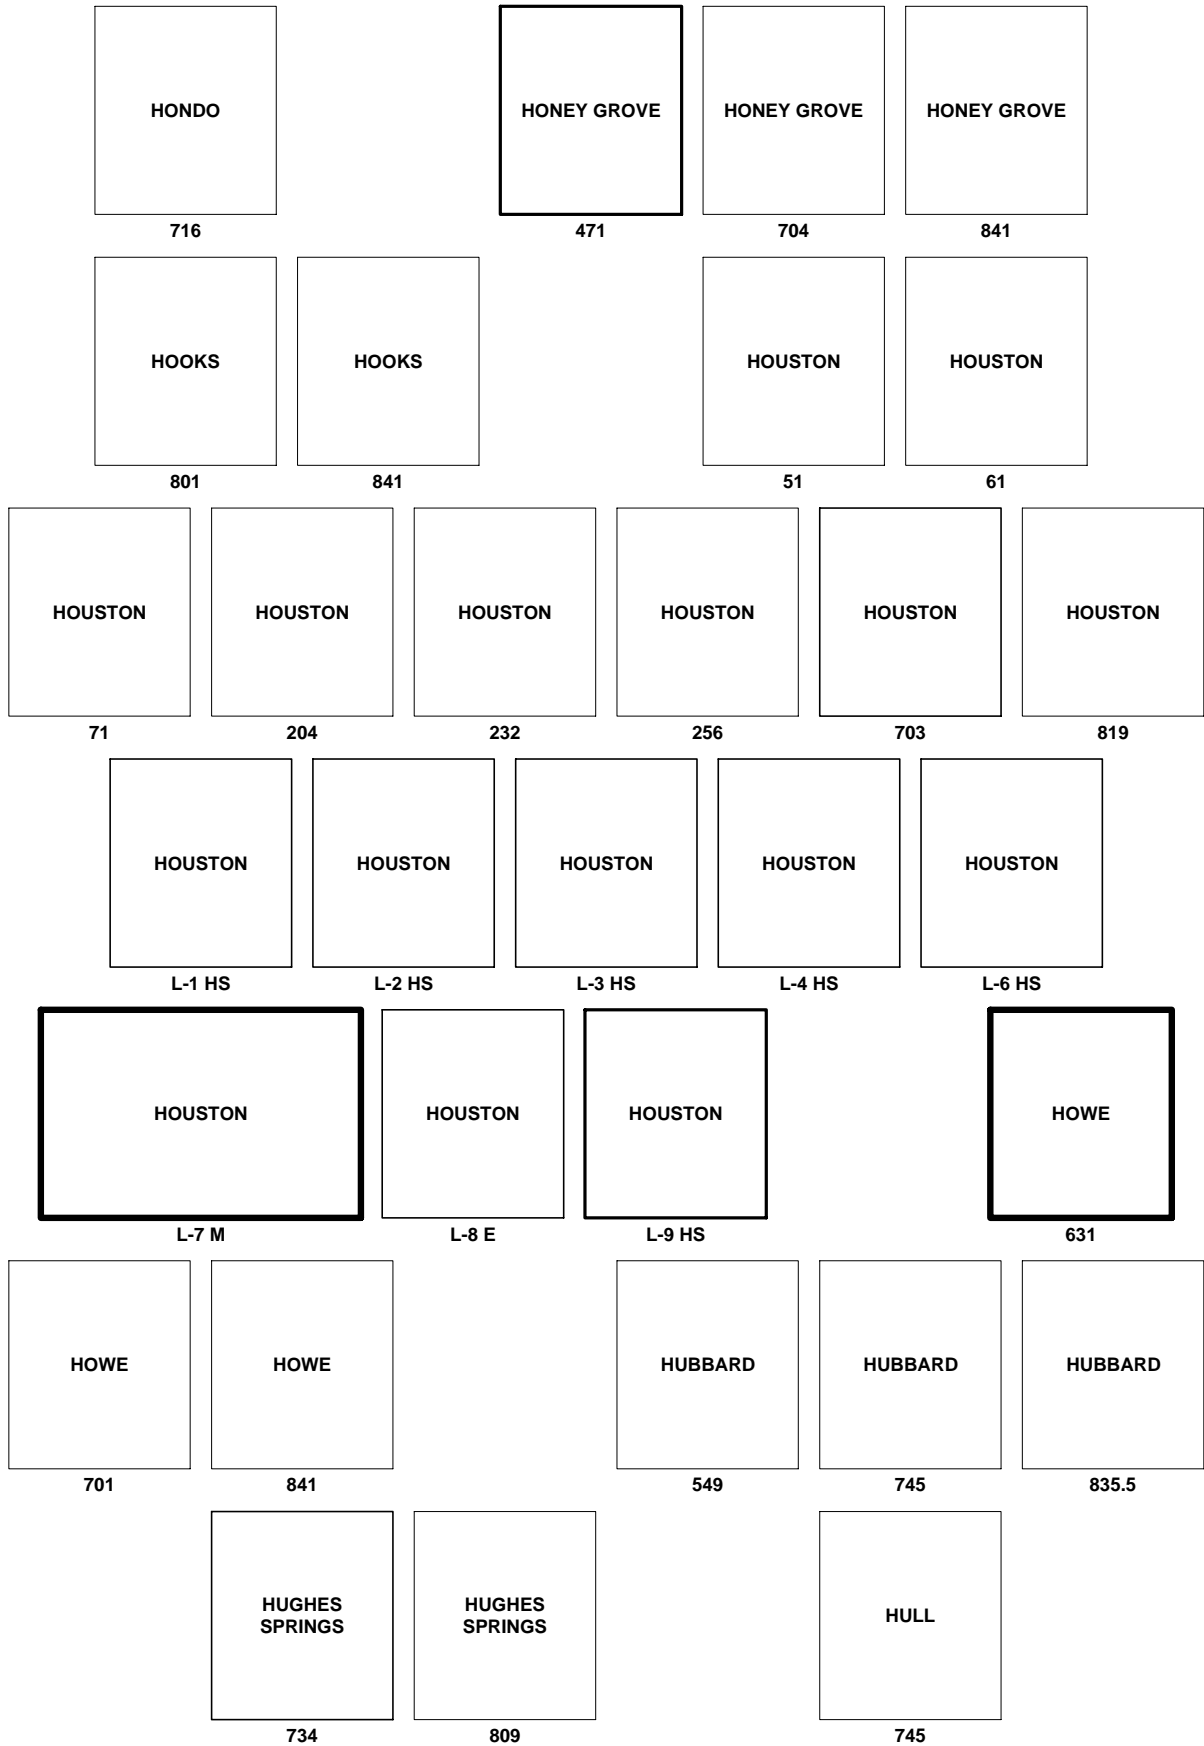 HONDO
HONEY GROVE
HONEY GROVE
HONEY GROVE
716
471
704
841
HOOKS
HOOKS
HOUSTON
HOUSTON
801
841
51
61
HOUSTON
HOUSTON
HOUSTON
HOUSTON
HOUSTON
HOUSTON
71
204
232
256
703
819
HOUSTON
HOUSTON
HOUSTON
HOUSTON
HOUSTON
L-1 HS
L-2 HS
L-3 HS
L-4 HS
L-6 HS
HOUSTON
HOUSTON
HOUSTON
HOWE
L-7 M
L-8 E
L-9 HS
631
HOWE
HOWE
HUBBARD
HUBBARD
HUBBARD
701
841
549
745
835.5
HUGHES
SPRINGS
HUGHES
SPRINGS
HULL
734
809
745